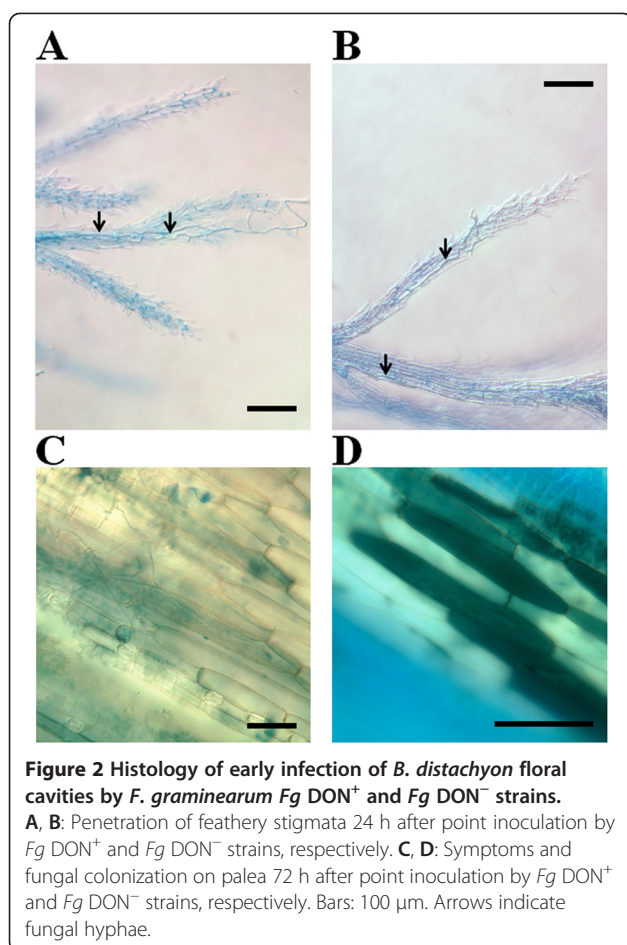 A
B
C
D
Figure 2 Histology of early infection of B. distachyon floral
cavities by F. graminearum Fg DON⁺ and Fg DON⁻ strains.
A, B: Penetration of feathery stigmata 24 h after point inoculation by
Fg DON⁺ and Fg DON⁻ strains, respectively. C, D: Symptoms and
fungal colonization on palea 72 h after point inoculation by Fg DON⁺
and Fg DON⁻ strains, respectively. Bars: 100 μm. Arrows indicate
fungal hyphae.